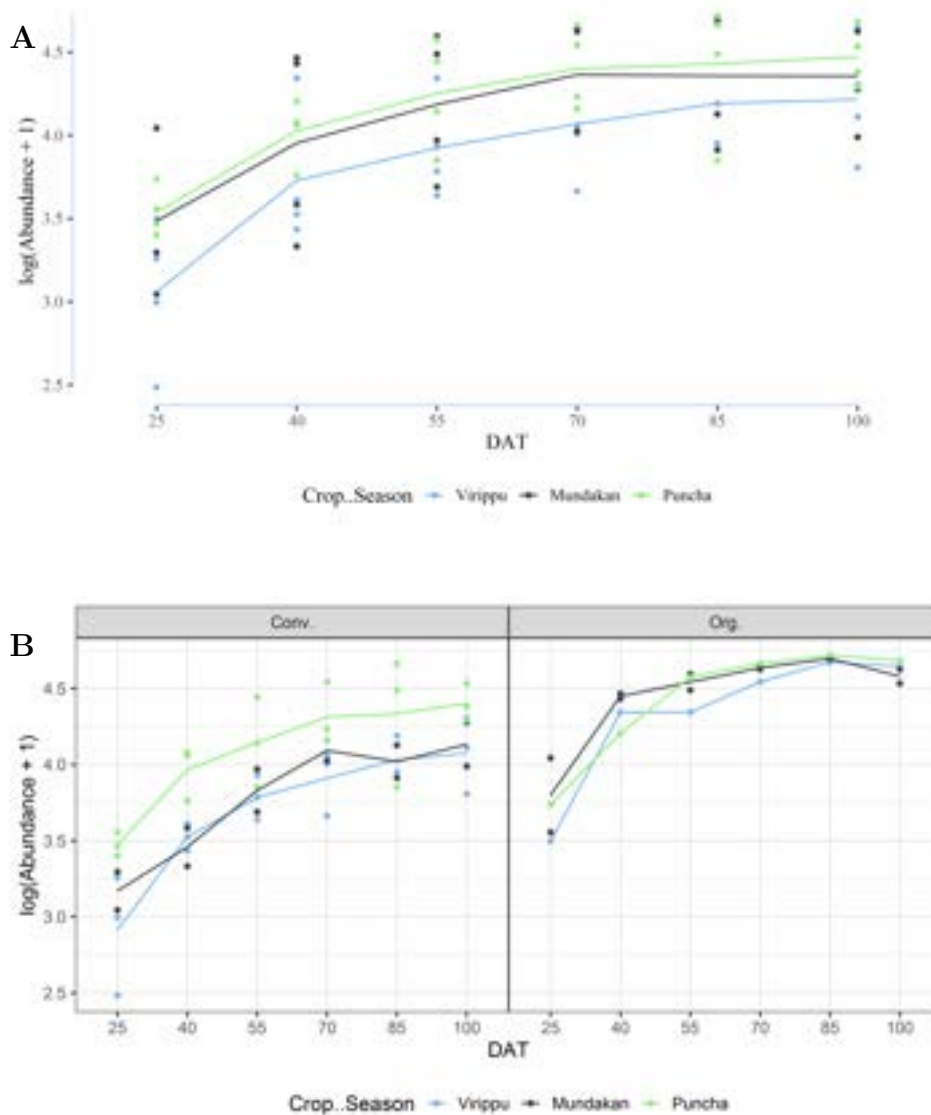 A
log(Abundance + 1)
4.5
4.0
3.5
3.0
2.5
25 40 55 70 85 100
DAT
Crop..Season Virippu Mundakan Puncha
B
Conv. Org.
log(Abundance + 1)
4.5
4.0
3.5
3.0
2.5
25 40 55 70 85 100 25 40 55 70 85 100
DAT
Crop..Season Virippu Mundakan Puncha